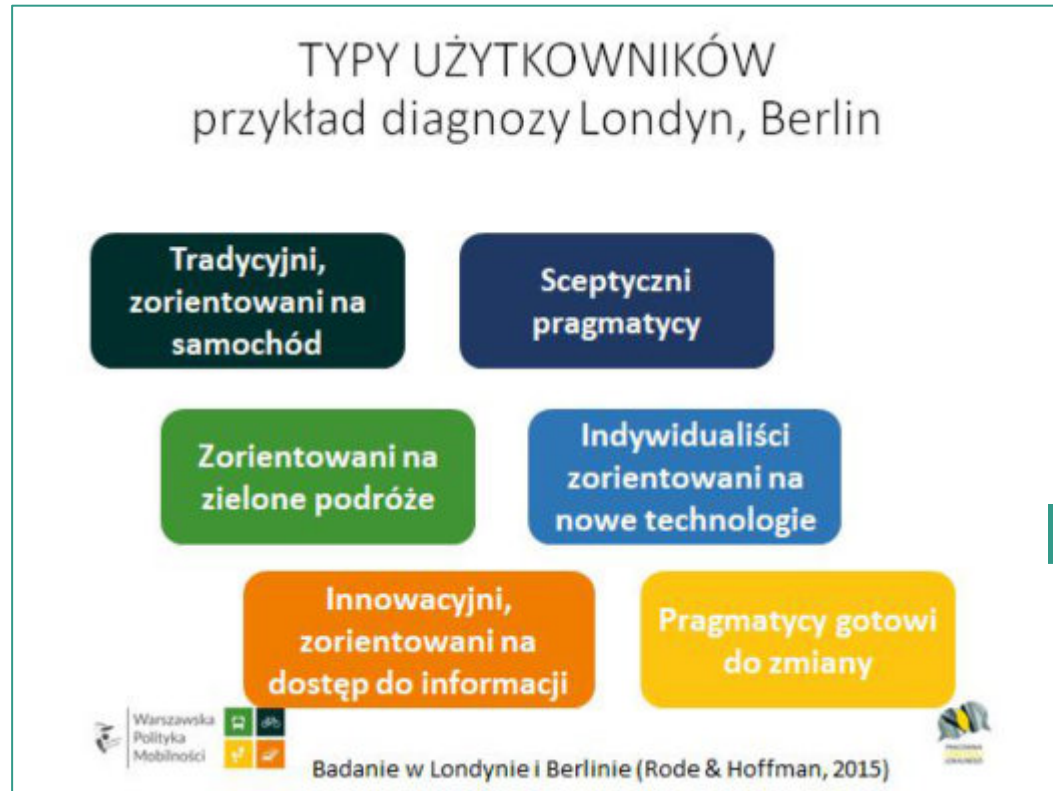 TYPY UŻYTKOWNIKÓW
przykład diagnozy Londyn, Berlin
Tradycyjni,
zorientowani na
samochód
Sceptyczni
pragmatycy
Zorientowani na
zielone podróże
Indywidualiści
zorientowani na
nowe technologie
Innowacyjni,
zorientowani na
dostęp do informacji
Pragmatycy gotowi
do zmiany
Warszawska
Polityka
Mobilności
Badanie w Londynie i Berlinie (Rode & Hoffman, 2015)